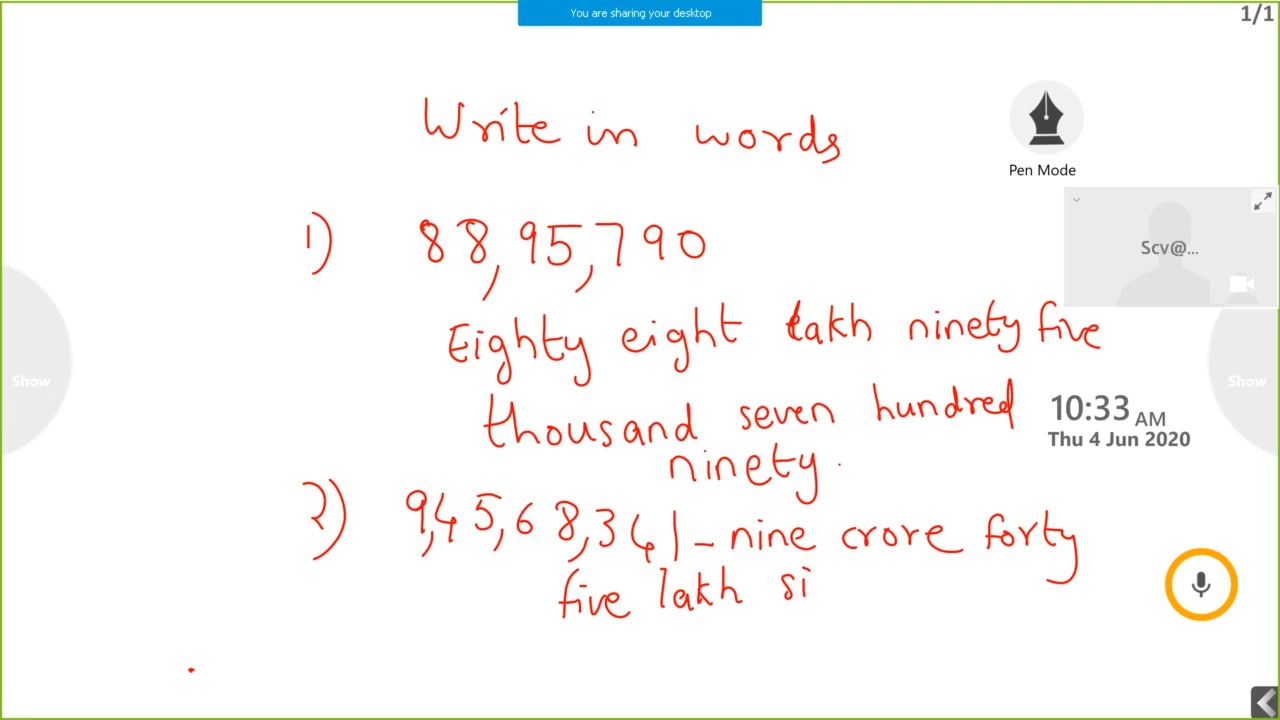 You are sharing your desktop
1/1
Write in words
Pen Mode
1) 88,95,790
Scv@...
Eighty eight lakh ninety five
Show
Show
thousand seven hundred
10:33 AM
Thu 4 Jun 2020
ninety.
2) 9,45,68,341 - nine crore forty
five lakh si